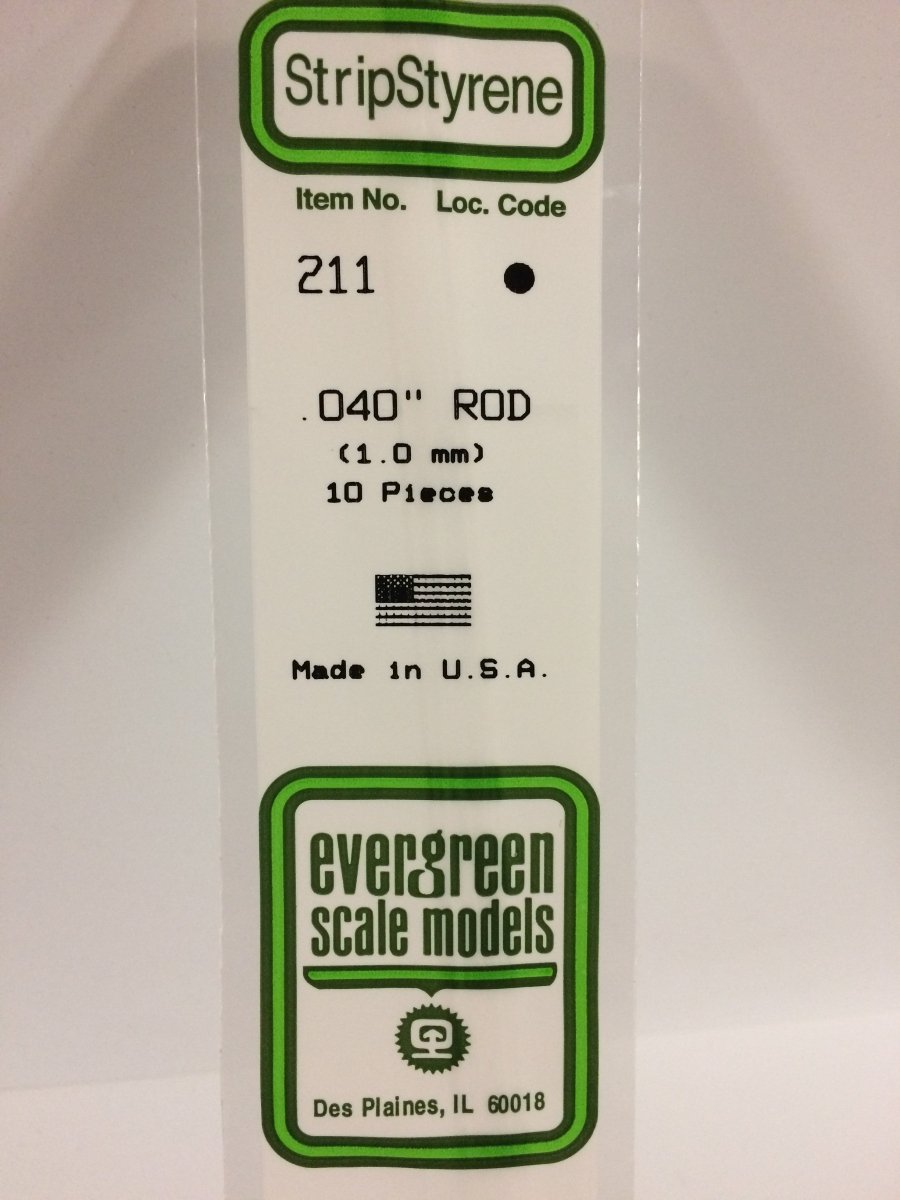 StripStyrene
Item No. Loc. Code
211 ●
.040" ROD
(1.0 mm)
10 Pieces
Made in U.S.A.
evergreen
scale models
Des Plaines, IL 60018